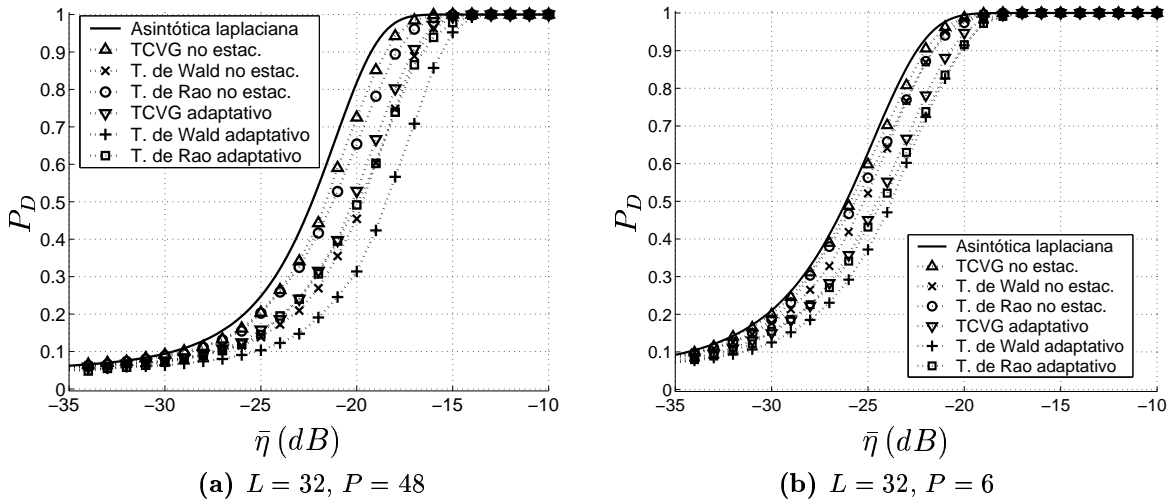 1
0.9
0.8
0.7
0.6
0.5
0.4
0.3
0.2
0.1
0
P_D
Asintótica laplaciana
TCVG no estac.
T. de Wald no estac.
T. de Rao no estac.
TCVG adaptativo
T. de Wald adaptativo
T. de Rao adaptativo
−35 −30 −25 −20 −15 −10
η̄ (dB)
(a) L = 32, P = 48
1
0.9
0.8
0.7
0.6
0.5
0.4
0.3
0.2
0.1
0
P_D
Asintótica laplaciana
TCVG no estac.
T. de Wald no estac.
T. de Rao no estac.
TCVG adaptativo
T. de Wald adaptativo
T. de Rao adaptativo
−35 −30 −25 −20 −15 −10
η̄ (dB)
(b) L = 32, P = 6